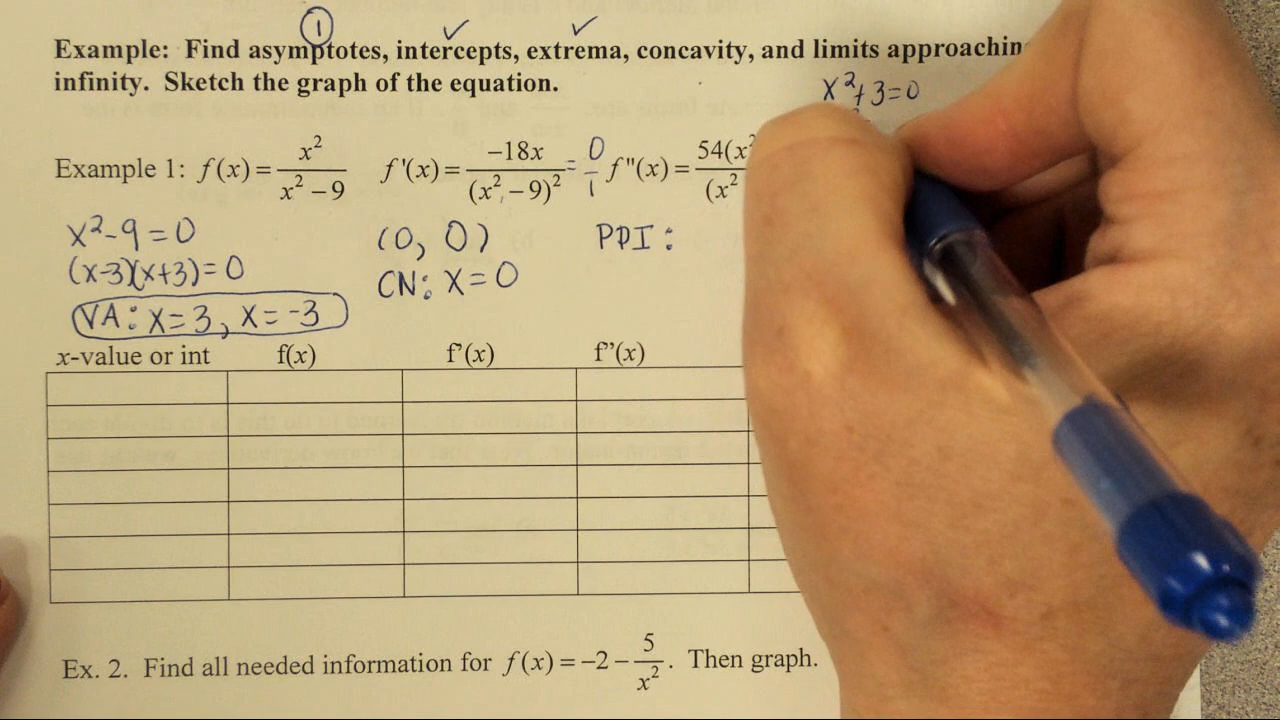 ①
Example: Find asymptotes, intercepts, extrema, concavity, and limits
infinity. Sketch the graph of the equation.
x²+3=0
Example 1: f(x)=x²/(x²−9) f'(x)=−18x/(x²−9)² = 0/1 f"(x)=54(x²/(x²
x²-9=0 (0,0) PPI:
(x-3)(x+3)=0 CN: x=0
VA: x=3, x=-3
x-value or int f(x) f'(x) f"(x)
Ex. 2. Find all needed information for f(x)=−2−5/x². Then graph.